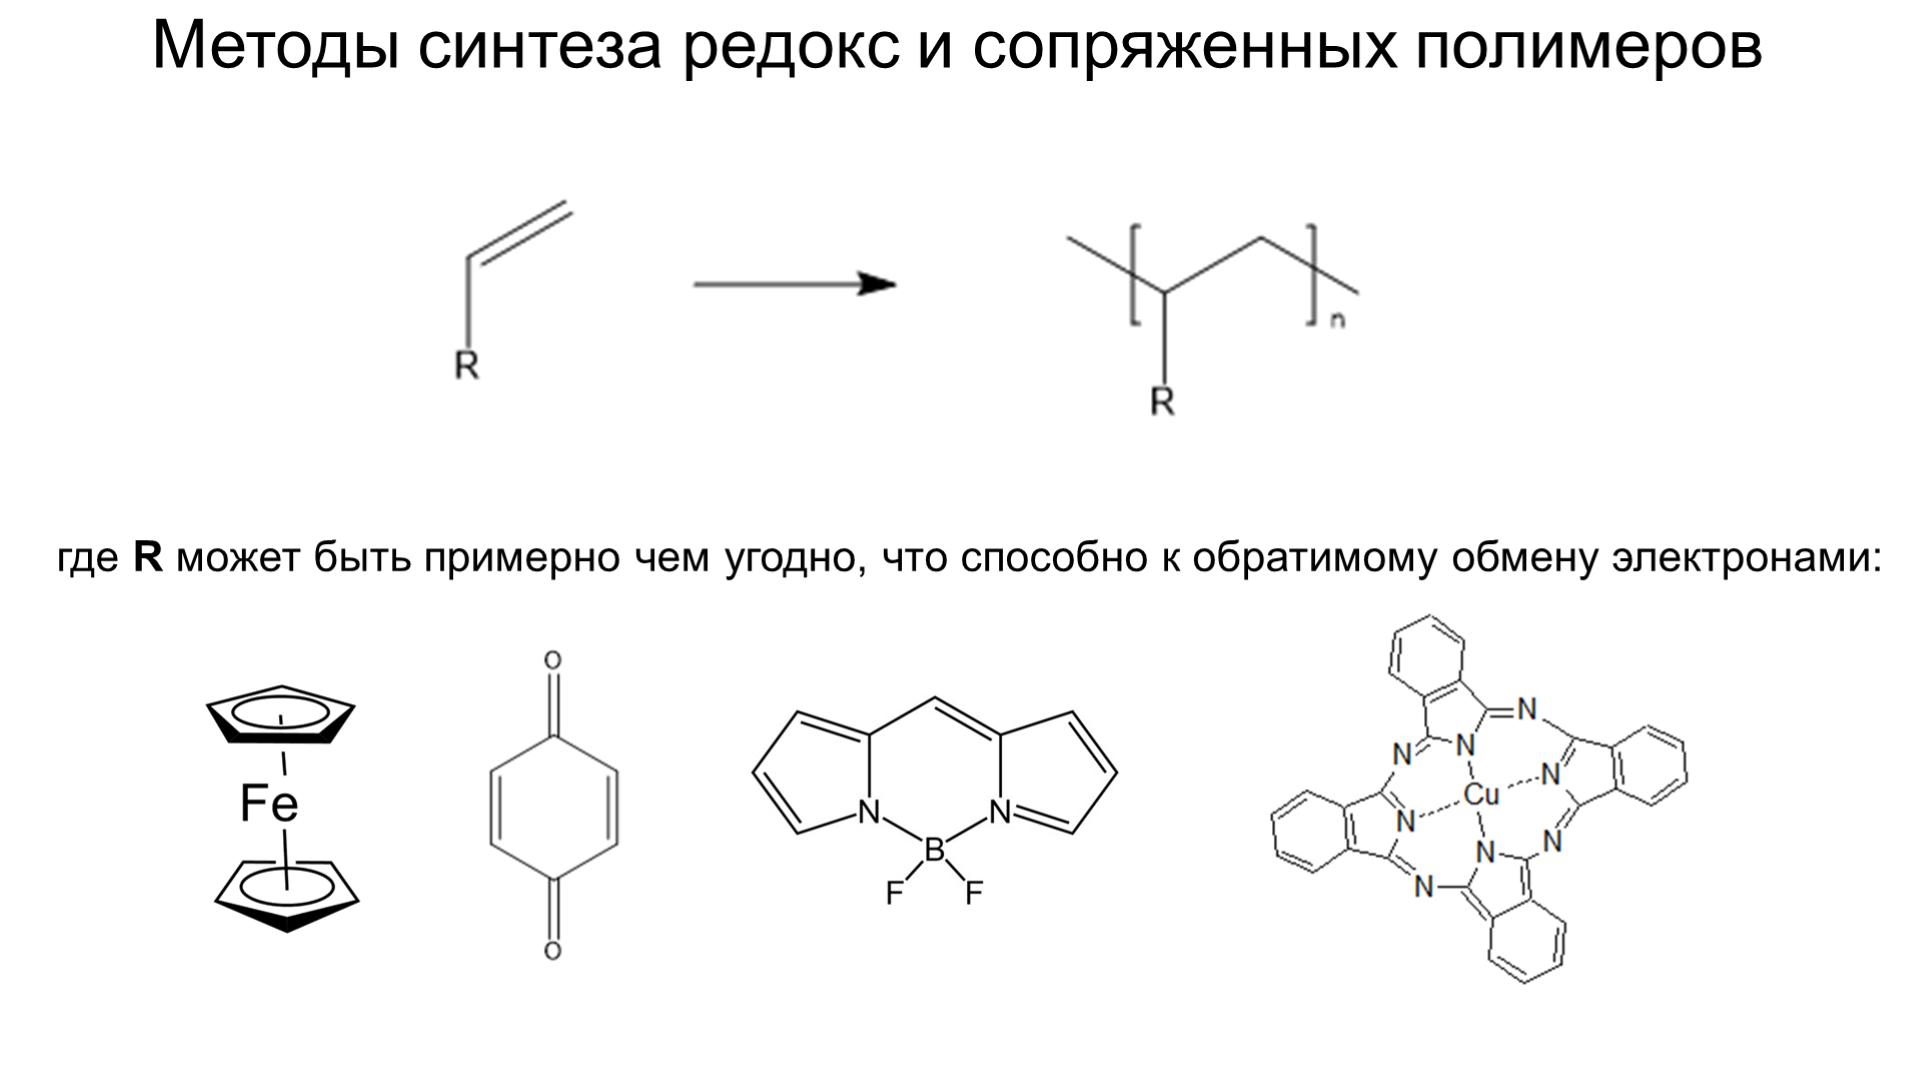 Методы синтеза редокс и сопряженных полимеров
R
n
R
где R может быть примерно чем угодно, что способно к обратимому обмену электронами:
Fe
O
O
N
N
B
F
F
N
N
N
N
Cu
N
N
N
N